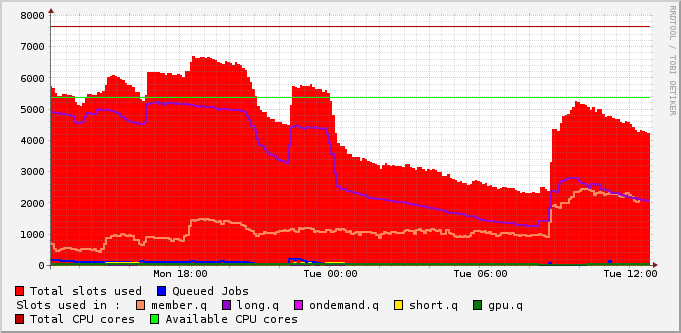 RRDTOOL / TOBI OETIKER
8000
7000
6000
5000
4000
3000
2000
1000
0
Mon 18:00 Tue 00:00 Tue 06:00 Tue 12:00
Total slots used Queued Jobs
Slots used in : member.q long.q ondemand.q short.q gpu.q
Total CPU cores Available CPU cores